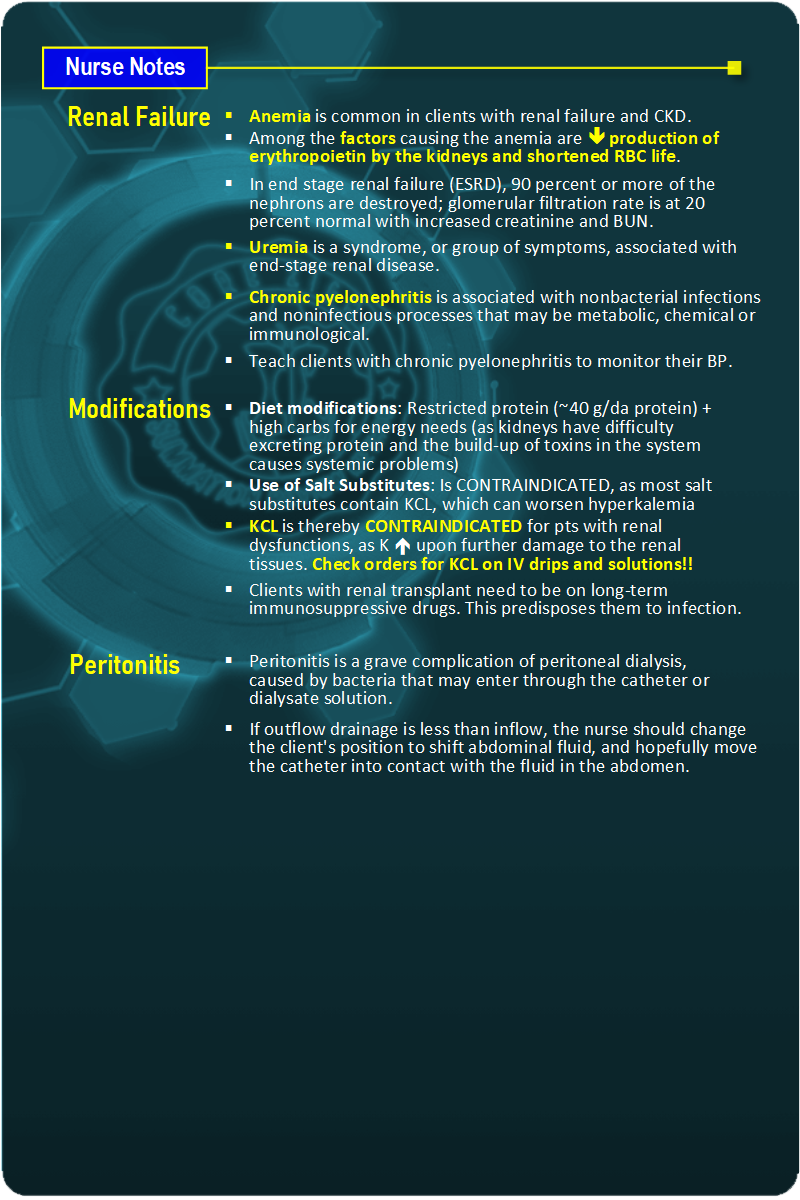 Nurse Notes
Renal Failure
▪ Anemia is common in clients with renal failure and CKD.
▪ Among the factors causing the anemia are 🡻 production of
erythropoietin by the kidneys and shortened RBC life.
▪ In end stage renal failure (ESRD), 90 percent or more of the
nephrons are destroyed; glomerular filtration rate is at 20
percent normal with increased creatinine and BUN.
▪ Uremia is a syndrome, or group of symptoms, associated with
end-stage renal disease.
▪ Chronic pyelonephritis is associated with nonbacterial infections
and noninfectious processes that may be metabolic, chemical or
immunological.
▪ Teach clients with chronic pyelonephritis to monitor their BP.
Modifications
▪ Diet modifications: Restricted protein (~40 g/da protein) +
high carbs for energy needs (as kidneys have difficulty
excreting protein and the build-up of toxins in the system
causes systemic problems)
▪ Use of Salt Substitutes: Is CONTRAINDICATED, as most salt
substitutes contain KCL, which can worsen hyperkalemia
▪ KCL is thereby CONTRAINDICATED for pts with renal
dysfunctions, as K 🡹 upon further damage to the renal
tissues. Check orders for KCL on IV drips and solutions!!
▪ Clients with renal transplant need to be on long-term
immunosuppressive drugs. This predisposes them to infection.
Peritonitis
▪ Peritonitis is a grave complication of peritoneal dialysis,
caused by bacteria that may enter through the catheter or
dialysate solution.
▪ If outflow drainage is less than inflow, the nurse should change
the client's position to shift abdominal fluid, and hopefully move
the catheter into contact with the fluid in the abdomen.